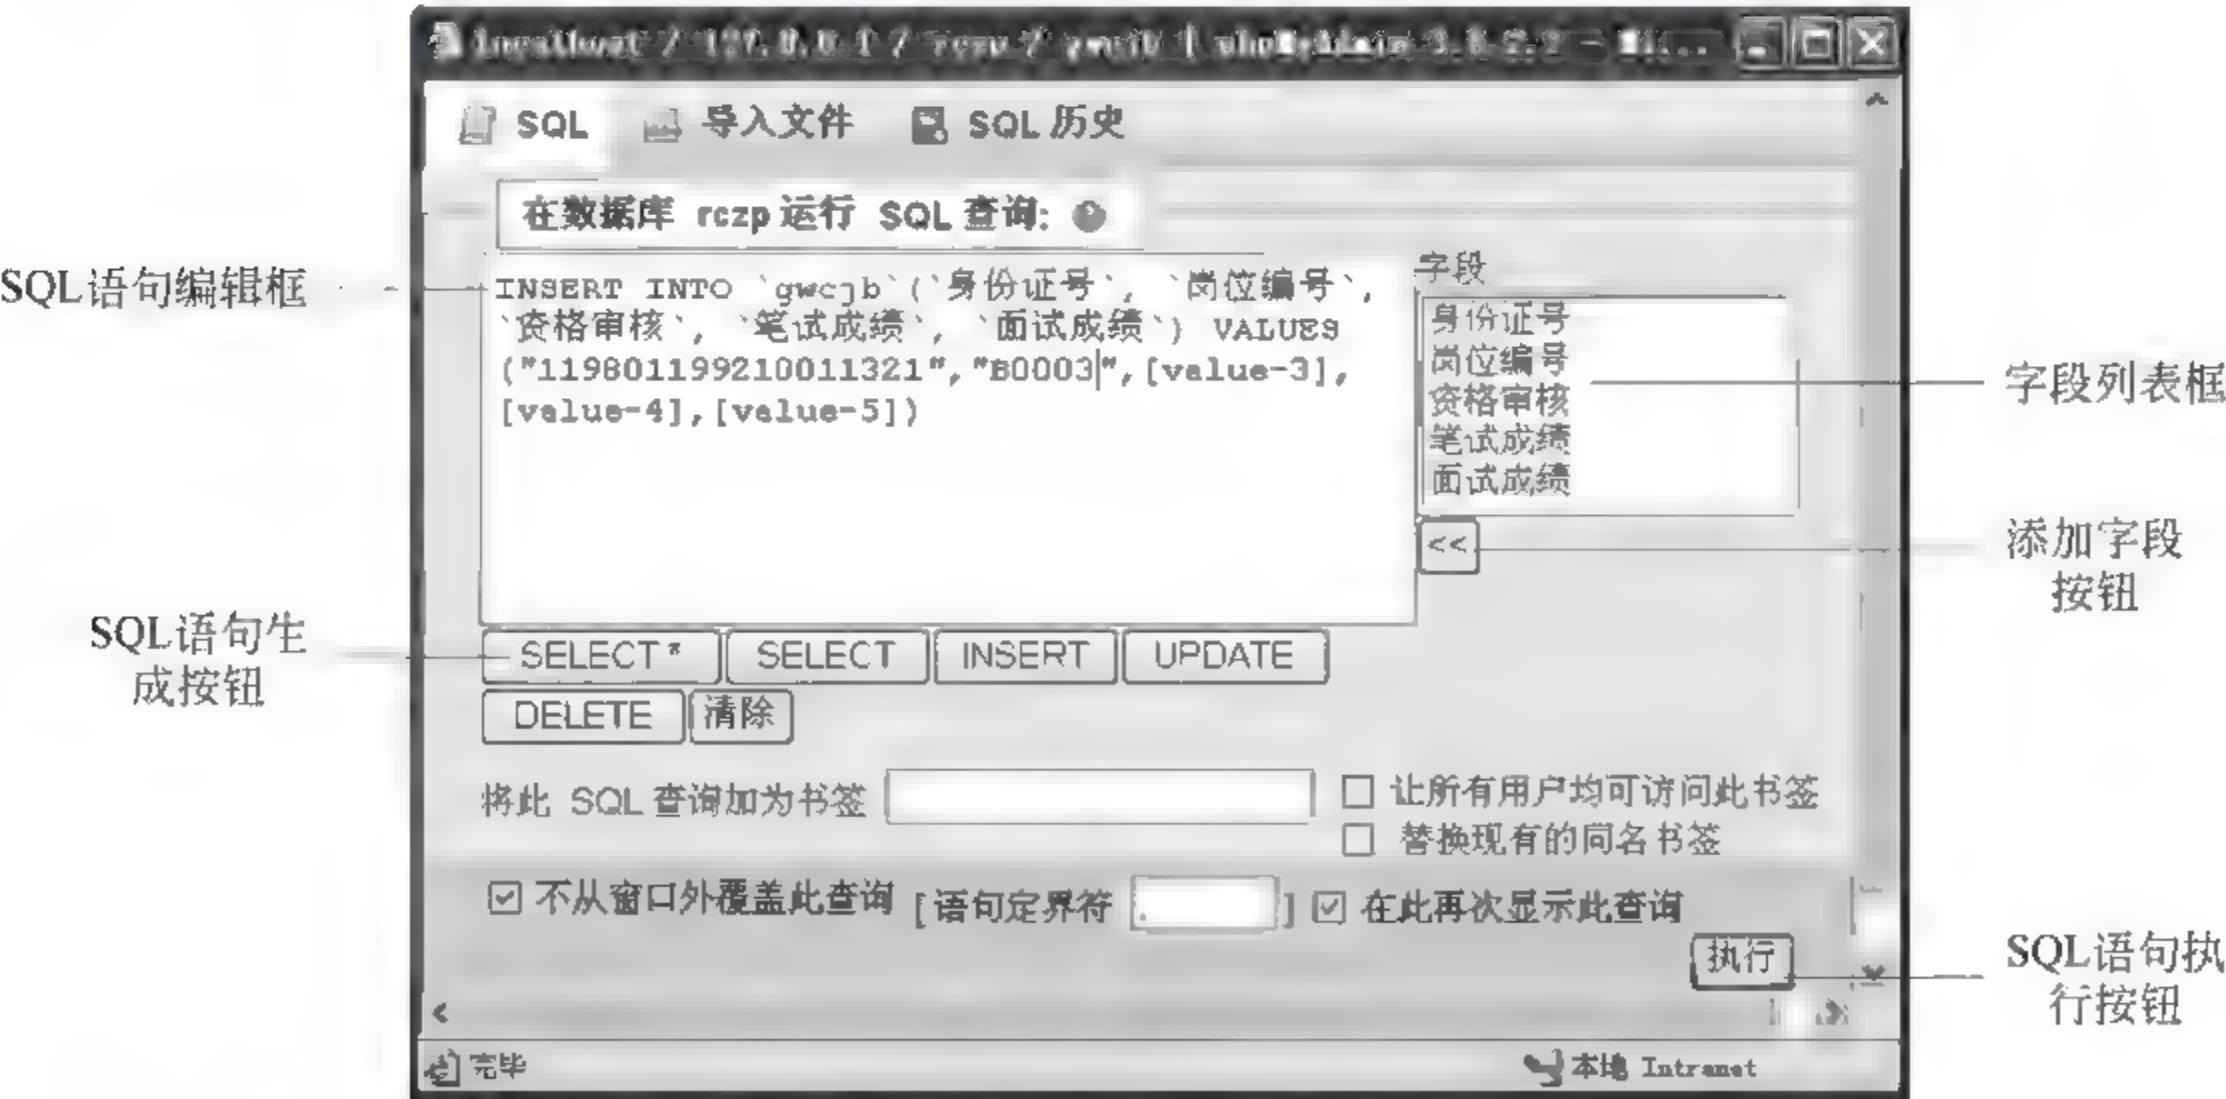 localhost / 127.0.0.1 / rczp /
SQL 导入文件 SQL 历史
在数据库 rczp 运行 SQL 查询:
SQL语句编辑框
INSERT INTO `gwcjb`(`身份证号`, `岗位编号`,
`资格审核`, `笔试成绩`, `面试成绩`) VALUES
("119801199210011321","B0003",[value-3],
[value-4],[value-5])
字段
身份证号
岗位编号
资格审核
笔试成绩
面试成绩
字段列表框
<<
添加字段
按钮
SQL语句生
成按钮
SELECT * SELECT INSERT UPDATE
DELETE 清除
将此 SQL 查询加为书签
让所有用户均可访问此书签
替换现有的同名书签
不从窗口外覆盖此查询 [语句定界符 ] 在此再次显示此查询
执行
SQL语句执
行按钮
完毕 本地 Intranet